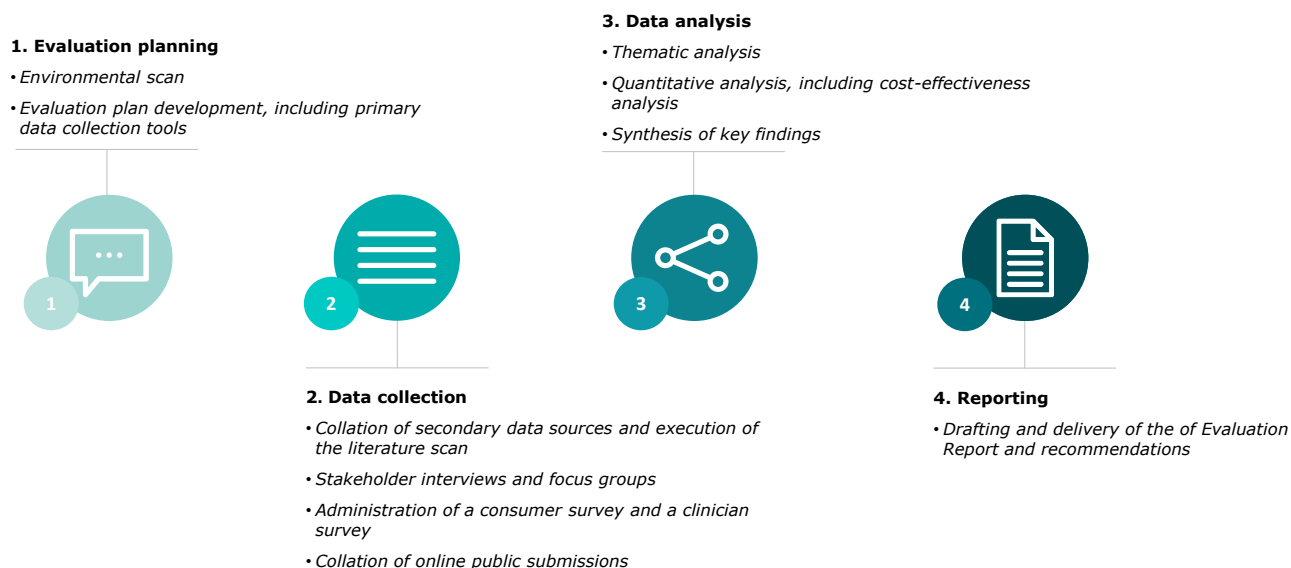 1. Evaluation planning
• Environmental scan
• Evaluation plan development, including primary
data collection tools
1
2
2. Data collection
• Collation of secondary data sources and execution of
the literature scan
• Stakeholder interviews and focus groups
• Administration of a consumer survey and a clinician
survey
• Collation of online public submissions
3. Data analysis
• Thematic analysis
• Quantitative analysis, including cost-effectiveness
analysis
• Synthesis of key findings
3
4
4. Reporting
• Drafting and delivery of the of Evaluation
Report and recommendations